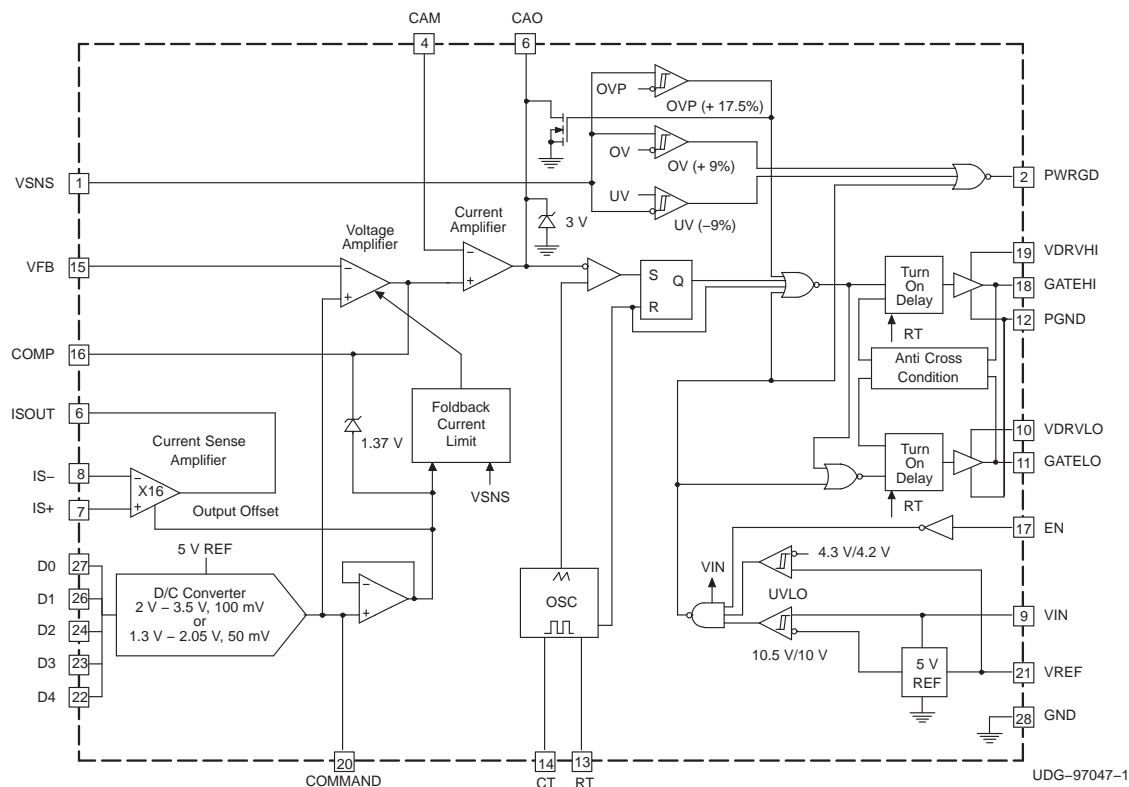 CAM
4
CAO
6
OVP
OVP (+ 17.5%)
OV
OV (+ 9%)
UV
UV (−9%)
VSNS
1
2
PWRGD
3 V
Current
Amplifier
Voltage
Amplifier
VFB
15
−
+
−
+
S
Q
R
Turn
On
Delay
RT
19
VDRVHI
18
GATEHI
12
PGND
COMP
16
Anti Cross
Condition
ISOUT
6
1.37 V
Foldback
Current
Limit
VSNS
Current Sense
Amplifier
IS−
8
−
X16
+
IS+
7
Output Offset
Turn
On
Delay
RT
10
VDRVLO
11
GATELO
17
EN
5 V REF
D0
27
D1
26
D2
24
D3
23
D4
22
D/C Converter
2 V − 3.5 V, 100 mV
or
1.3 V − 2.05 V, 50 mV
−
+
OSC
VIN
4.3 V/4.2 V
UVLO
10.5 V/10 V
9
VIN
5 V
REF
21
VREF
28
GND
20
COMMAND
14
CT
13
RT
UDG−97047−1